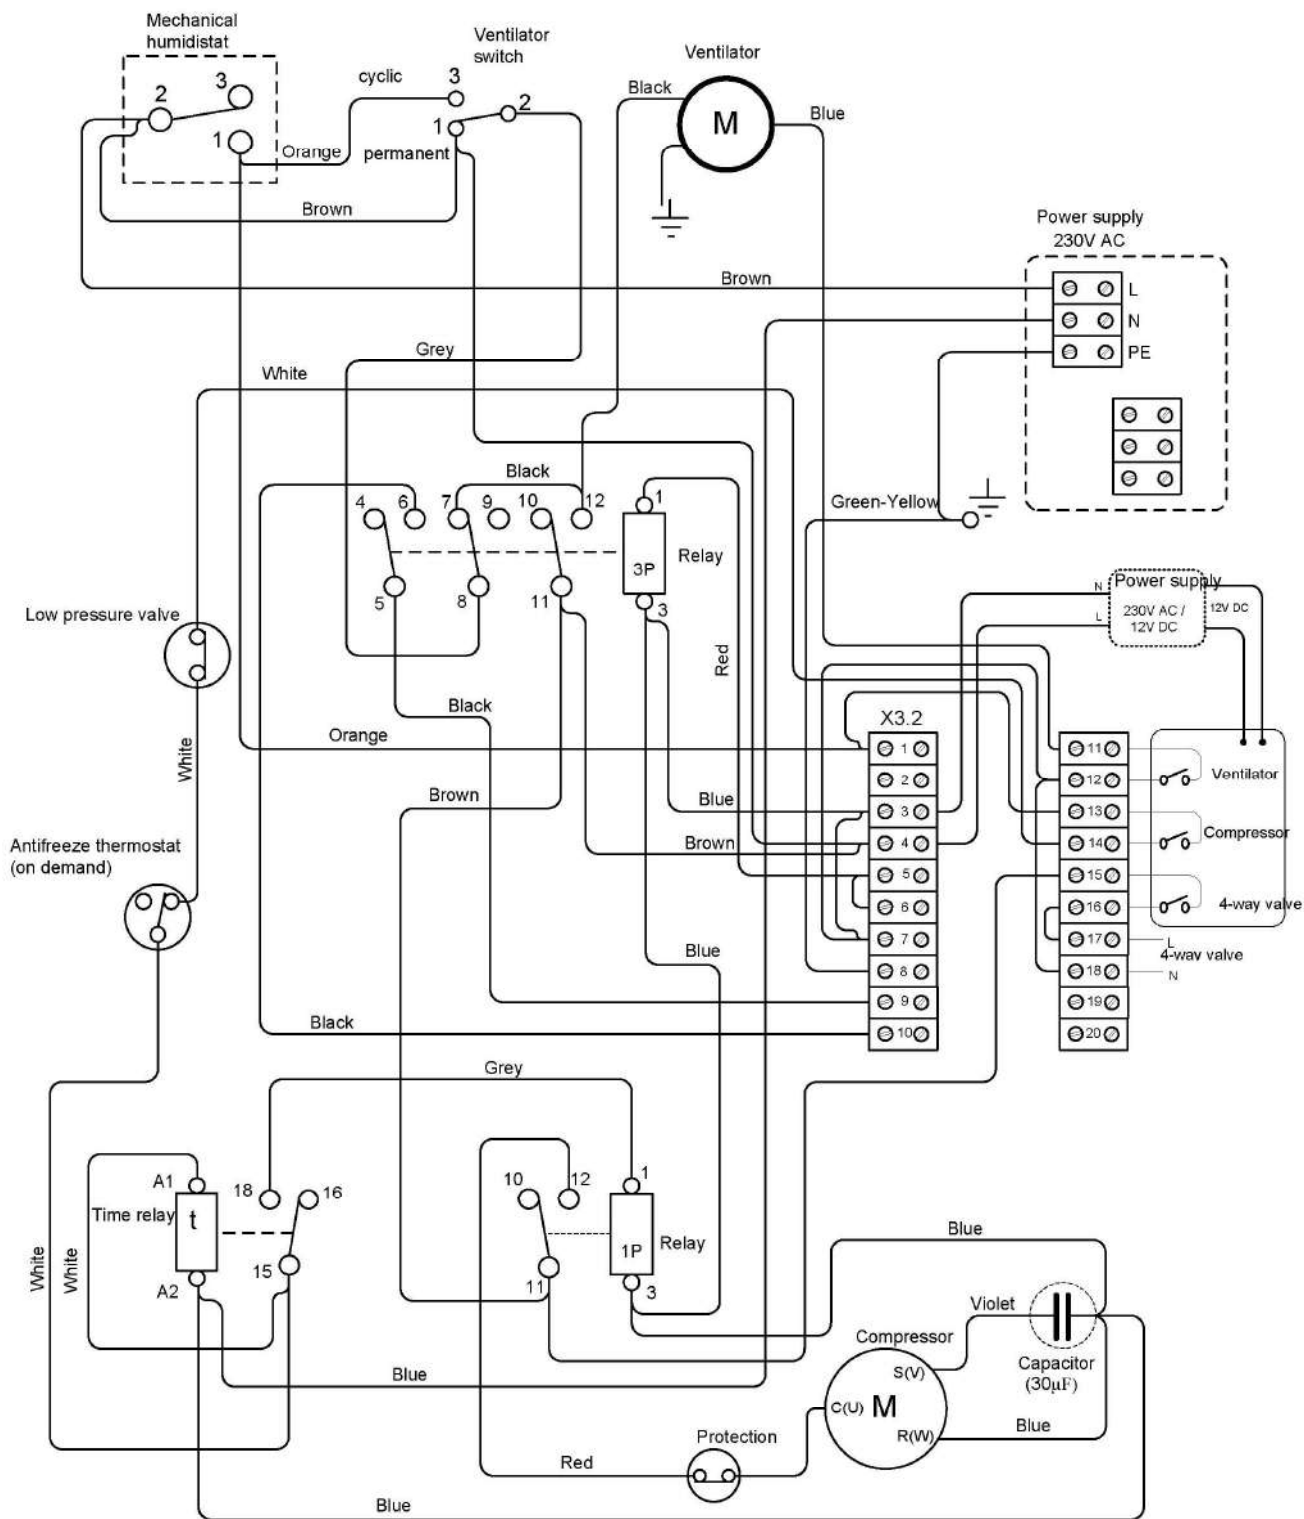 Mechanical
humidistat
3
2
1
Orange
cyclic
3
Ventilator
switch
2
1
permanent
Brown
Ventilator
Black
M
Blue
Power supply
230V AC
L
N
PE
Brown
Grey
White
Black
4
6
7
9
10
12
1
5
8
11
3P
Relay
3
Green-Yellow
N
L
Power supply
230V AC /
12V DC
12V DC
Low pressure valve
Red
Black
Orange
White
Brown
Blue
Brown
X3.2
1
2
3
4
5
6
7
8
9
10
11
12
13
14
15
16
17
18
19
20
Ventilator
Compressor
4-way valve
L
4-way valve
N
Antifreeze thermostat
(on demand)
Blue
Black
Grey
A1
18
16
Time relay
t
A2
15
White
White
10
12
1
11
1P
Relay
3
Blue
Blue
Violet
Capacitor
(30µF)
Compressor
S(V)
C(U)
M
R(W)
Blue
Protection
Red
Blue